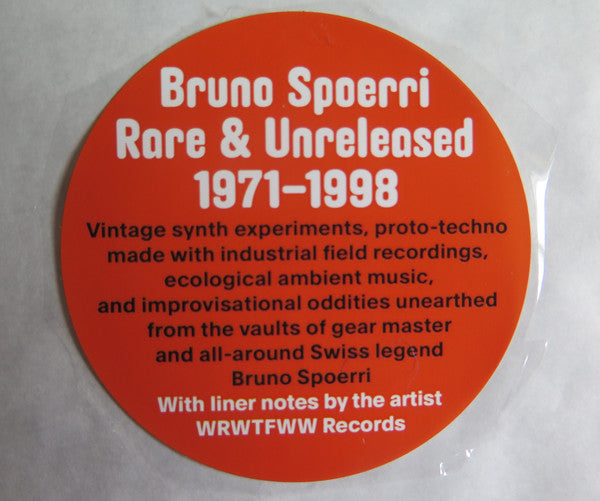 Bruno Spoerri
Rare & Unreleased
1971–1998
Vintage synth experiments, proto-techno
made with industrial field recordings,
ecological ambient music,
and improvisational oddities unearthed
from the vaults of gear master
and all-around Swiss legend
Bruno Spoerri
With liner notes by the artist
WRWTFWW Records